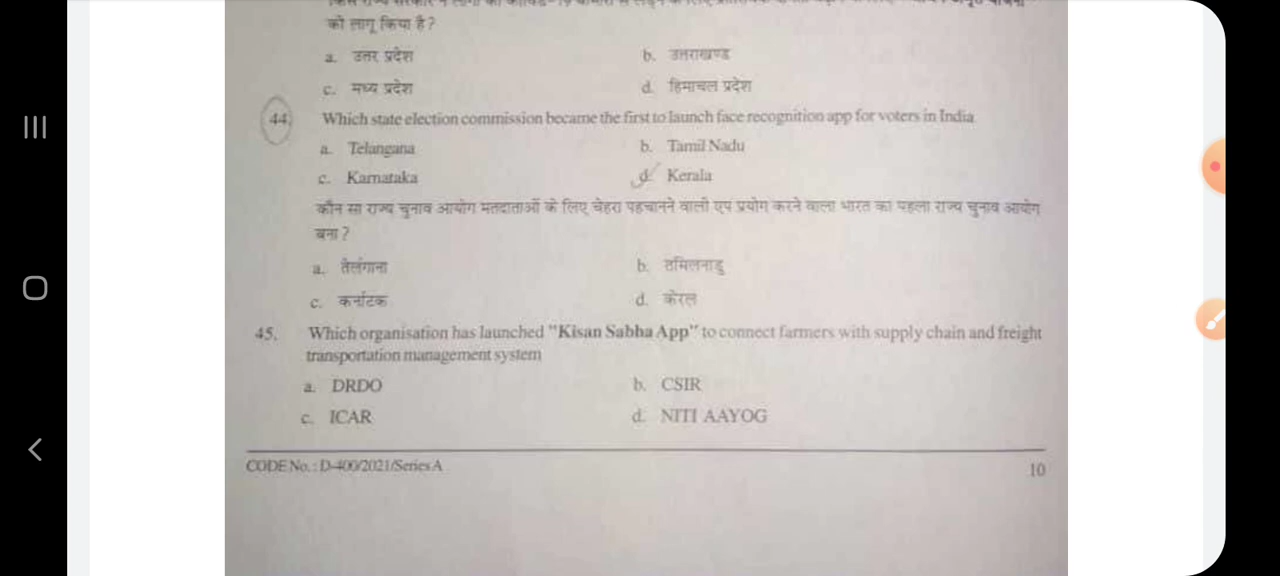 को लागू किया है?
a. उत्तर प्रदेश b. उत्तराखण्ड
c. मध्य प्रदेश d. हिमाचल प्रदेश
44. Which state election commission became the first to launch face recognition app for voters in India
a. Telangana b. Tamil Nadu
c. Karnataka d. Kerala
कौन सा राज्य चुनाव आयोग मतदाताओं के लिए चेहरा पहचानने वाली एप प्रयोग करने वाला भारत का पहला राज्य चुनाव आयोग
बना?
a. तेलंगाना b. तमिलनाडु
c. कर्नाटक d. केरल
45. Which organisation has launched "Kisan Sabha App" to connect farmers with supply chain and freight
transportation management system
a. DRDO b. CSIR
c. ICAR d. NITI AAYOG
CODE No. : D-400/2021/Series A 10